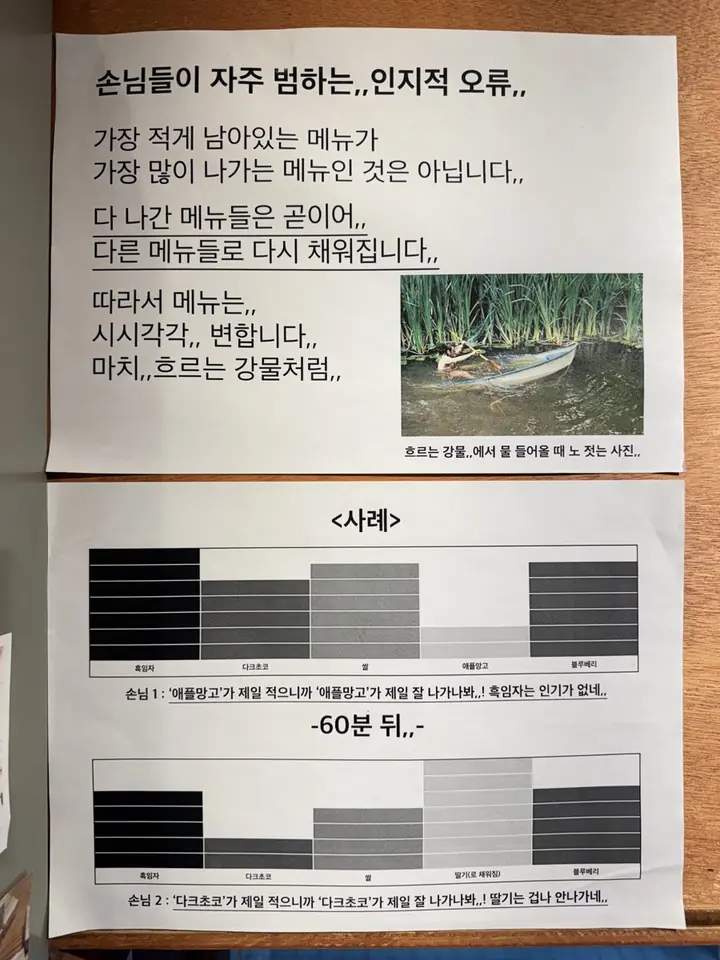 손님들이 자주 범하는,,인지적 오류,,
가장 적게 남아있는 메뉴가
가장 많이 나가는 메뉴인 것은 아닙니다,,
다 나간 메뉴들은 곧이어,,
다른 메뉴들로 다시 채워집니다,,
따라서 메뉴는,,
시시각각,, 변합니다,,
마치,,흐르는 강물처럼,,
흐르는 강물,,에서 물 들어올 때 노 젓는 사진,,
<사례>
흑임자 다크초코 쌀 애플망고 블루베리
손님 1 : ‘애플망고’가 제일 적으니까 ‘애플망고’가 제일 잘 나가나봐,,! 흑임자는 인기가 없네,,
-60분 뒤,,-
흑임자 다크초코 쌀 딸기(로 채워짐) 블루베리
손님 2 : ‘다크초코’가 제일 적으니까 ‘다크초코’가 제일 잘 나가나봐,,! 딸기는 겁나 안나가네,,